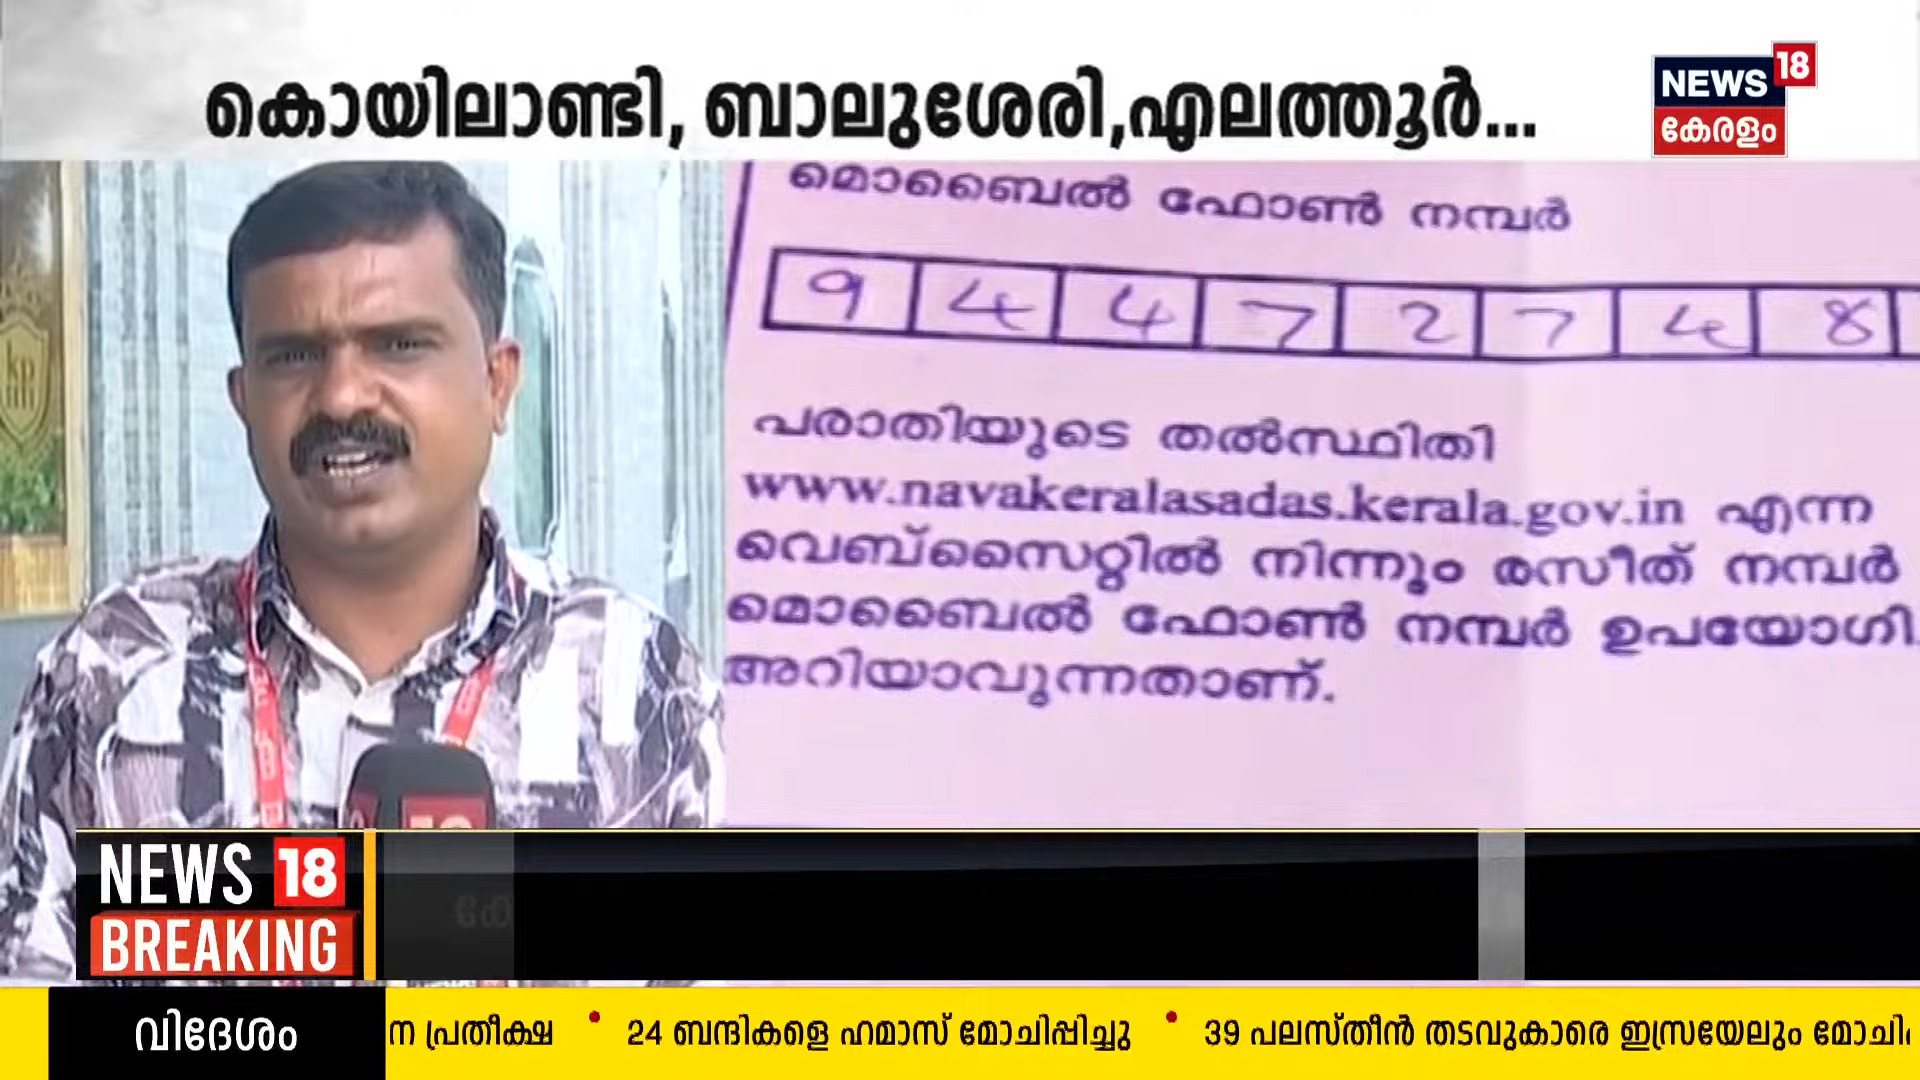 കൊയിലാണ്ടി, ബാലുശേരി,എലത്തൂർ...
NEWS 18
കേരളം
മൊബൈൽ ഫോൺ നമ്പർ
9 4 4 7 2 7 4 8
പരാതിയുടെ തൽസ്ഥിതി
www.navakeralasadas.kerala.gov.in എന്ന
വെബ്സൈറ്റിൽ നിന്നും രസീത് നമ്പർ
മൊബൈൽ ഫോൺ നമ്പർ ഉപയോഗി
അറിയാവുന്നതാണ്.
NEWS 18
BREAKING
കേ
വിദേശം
ന പ്രതീക്ഷ • 24 ബന്ദികളെ ഹമാസ് മോചിപ്പിച്ചു • 39 പലസ്തീൻ തടവുകാരെ ഇസ്രയേലും മോചി